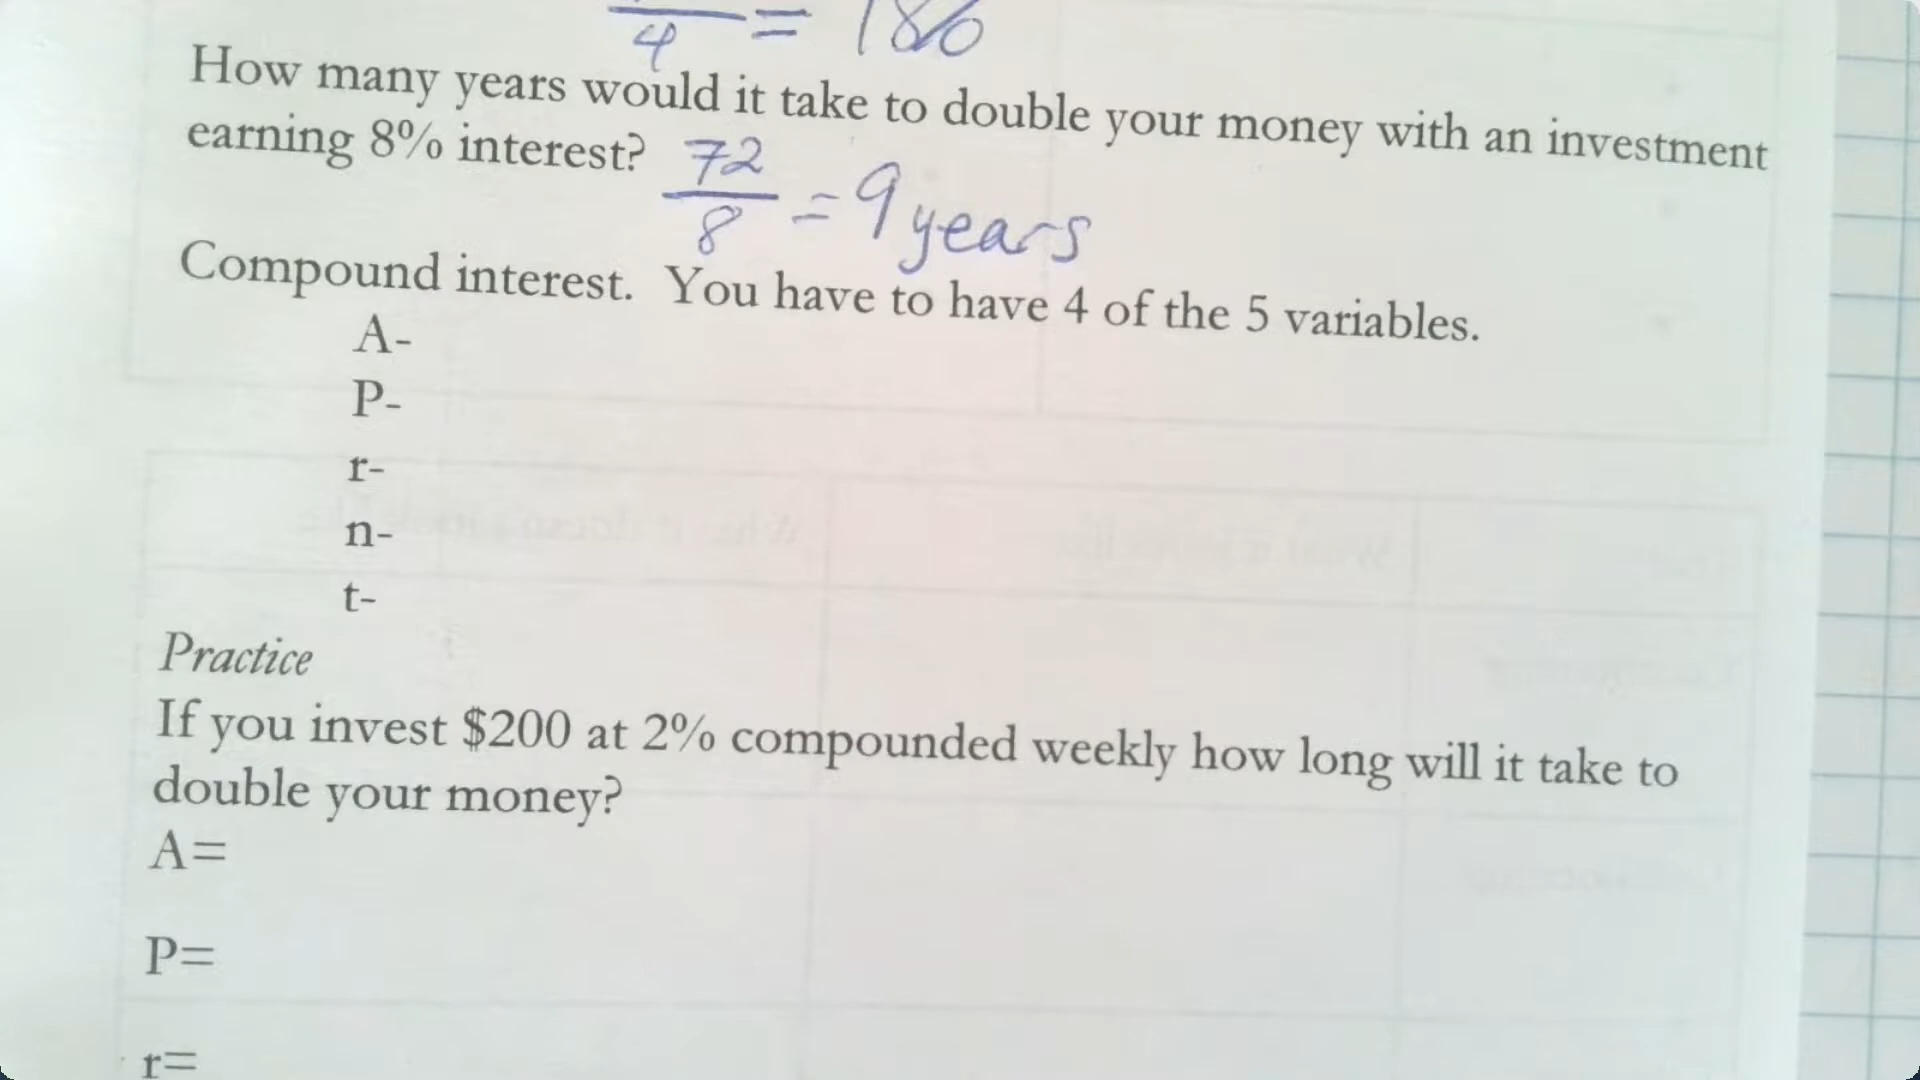 4 = 18%
How many years would it take to double your money with an investment
earning 8% interest? 72/8 = 9 years
Compound interest. You have to have 4 of the 5 variables.
A-
P-
r-
n-
t-
Practice
If you invest $200 at 2% compounded weekly how long will it take to
double your money?
A=
P=
r=